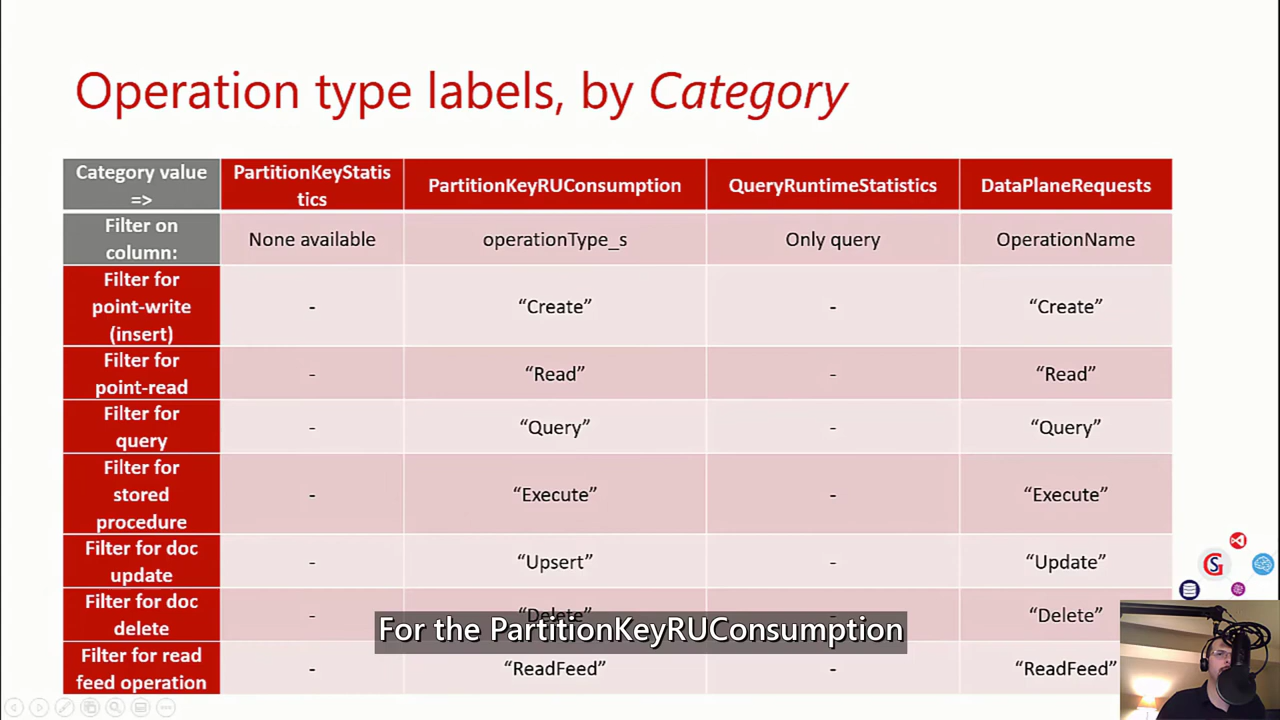 Operation type labels, by Category
Category value
=>
PartitionKeyStatis
tics
PartitionKeyRUConsumption
QueryRuntimeStatistics
DataPlaneRequests
Filter on
column:
None available
operationType_s
Only query
OperationName
Filter for
point-write
(insert)
-
“Create”
-
“Create”
Filter for
point-read
-
“Read”
-
“Read”
Filter for
query
-
“Query”
-
“Query”
Filter for
stored
procedure
-
“Execute”
-
“Execute”
Filter for doc
update
-
“Upsert”
-
“Update”
Filter for doc
delete
-
“Delete”
-
“Delete”
For the PartitionKeyRUConsumption
Filter for read
feed operation
-
“ReadFeed”
-
“ReadFeed”